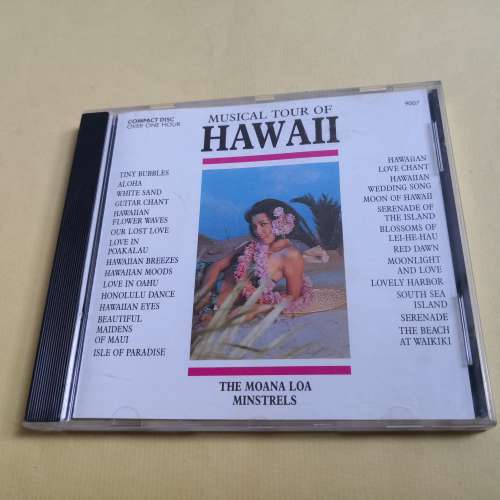 COMPACT DISC
OVER ONE HOUR
MUSICAL TOUR OF
HAWAII
9007
TINY BUBBLES
ALOHA
WHITE SAND
GUITAR CHANT
HAWAIIAN
FLOWER WAVES
OUR LOST LOVE
LOVE IN
POAKALAU
HAWAIIAN BREEZES
HAWAIIAN MOODS
LOVE IN OAHU
HONOLULU DANCE
HAWAIIAN EYES
BEAUTIFUL
MAIDENS
OF MAUI
ISLE OF PARADISE
HAWAIIAN
LOVE CHANT
HAWAIIAN
WEDDING SONG
MOON OF HAWAII
SERENADE OF
THE ISLAND
BLOSSOMS OF
LEI-HE-HAU
RED DAWN
MOONLIGHT
AND LOVE
LOVELY HARBOR
SOUTH SEA
ISLAND
SERENADE
THE BEACH
AT WAIKIKI
THE MOANA LOA
MINSTRELS